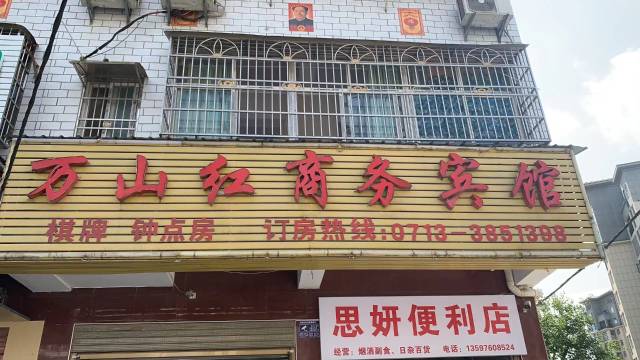 万山红商务宾馆
棋牌 钟点房 订房热线:0713-3851398
思妍便利店
经营：烟酒副食、日杂百货 电话：13597608524